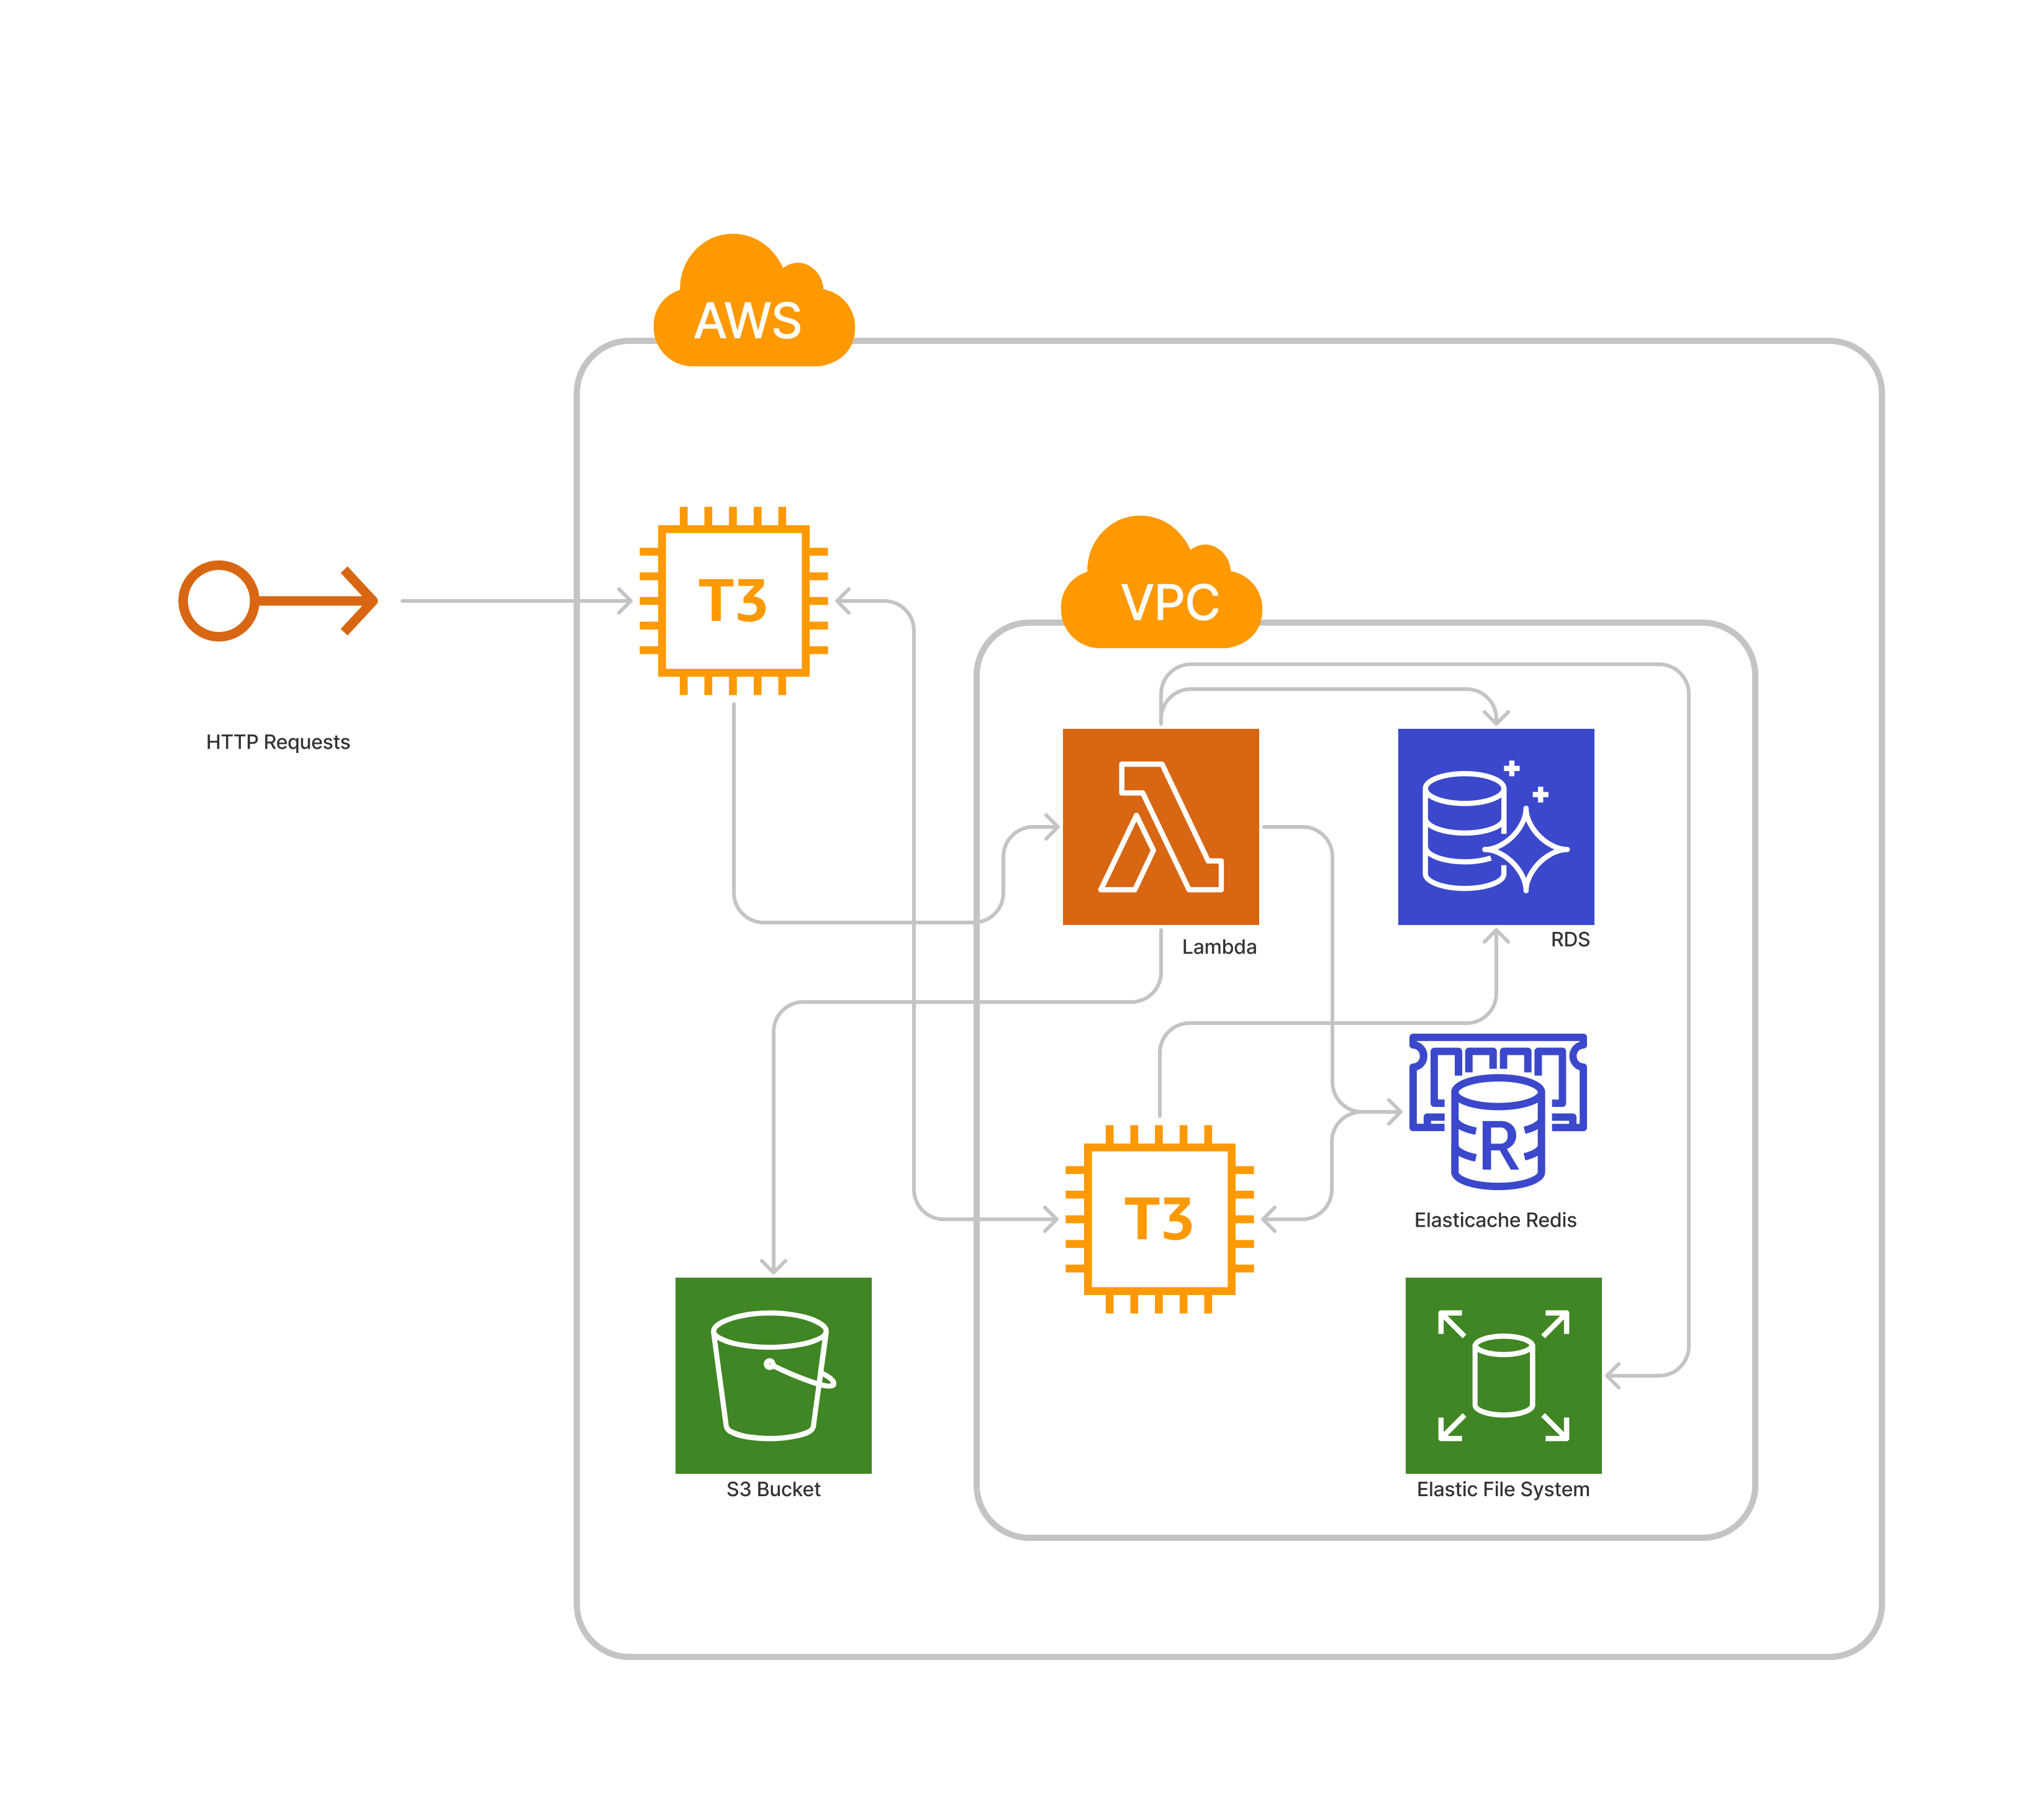 AWS
T3
HTTP Requests
VPC
Lambda
RDS
R
T3
Elasticache Redis
S3 Bucket
Elastic File System